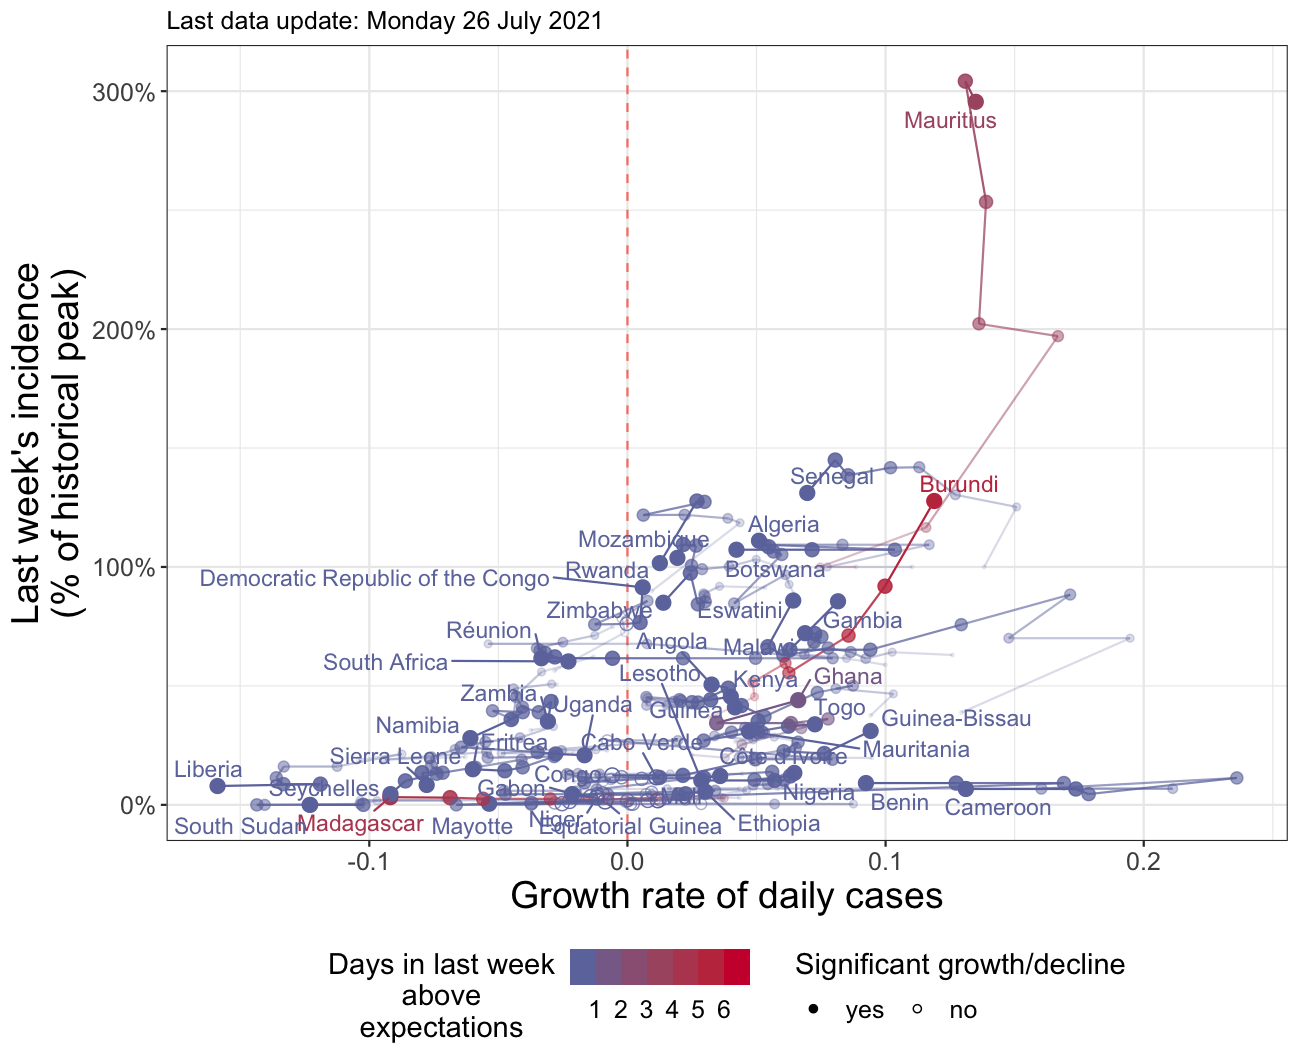 Last data update: Monday 26 July 2021
Last week's incidence
(% of historical peak)
300%
200%
100%
0%
Mauritius
Senegal
Burundi
Algeria
Mozambique
Rwanda
Botswana
Democratic Republic of the Congo
Zimbabwe
Eswatini
Gambia
Réunion
Angola
Malawi
South Africa
Lesotho
Kenya
Ghana
Zambia
Uganda
Guinea
Togo
Guinea-Bissau
Namibia
Eritrea
Cabo Verde
Mauritania
Sierra Leone
Côte d'Ivoire
Liberia
Congo
Seychelles
Gabon
Mali
Nigeria
Benin
Cameroon
South Sudan
Madagascar
Mayotte
Niger
Equatorial Guinea
Ethiopia
-0.1
0.0
0.1
0.2
Growth rate of daily cases
Days in last week
above
expectations
1 2 3 4 5 6
Significant growth/decline
yes
no